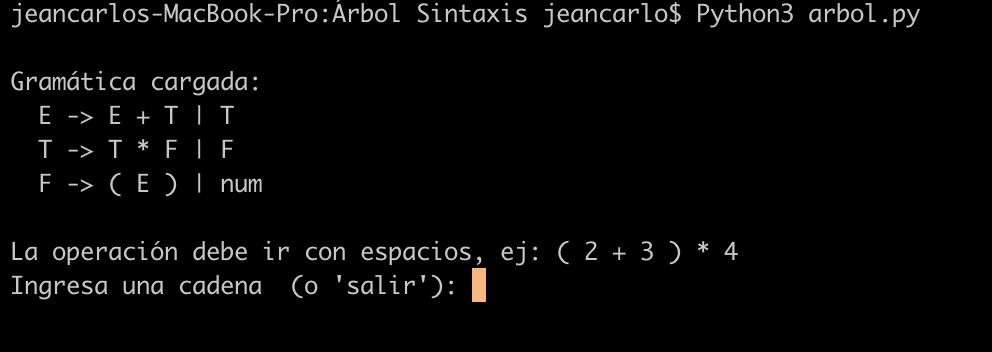 jeancarlos-MacBook-Pro:Árbol Sintaxis jeancarlo$ Python3 arbol.py
Gramática cargada:
E -> E + T | T
T -> T * F | F
F -> ( E ) | num
La operación debe ir con espacios, ej: ( 2 + 3 ) * 4
Ingresa una cadena  (o 'salir'):